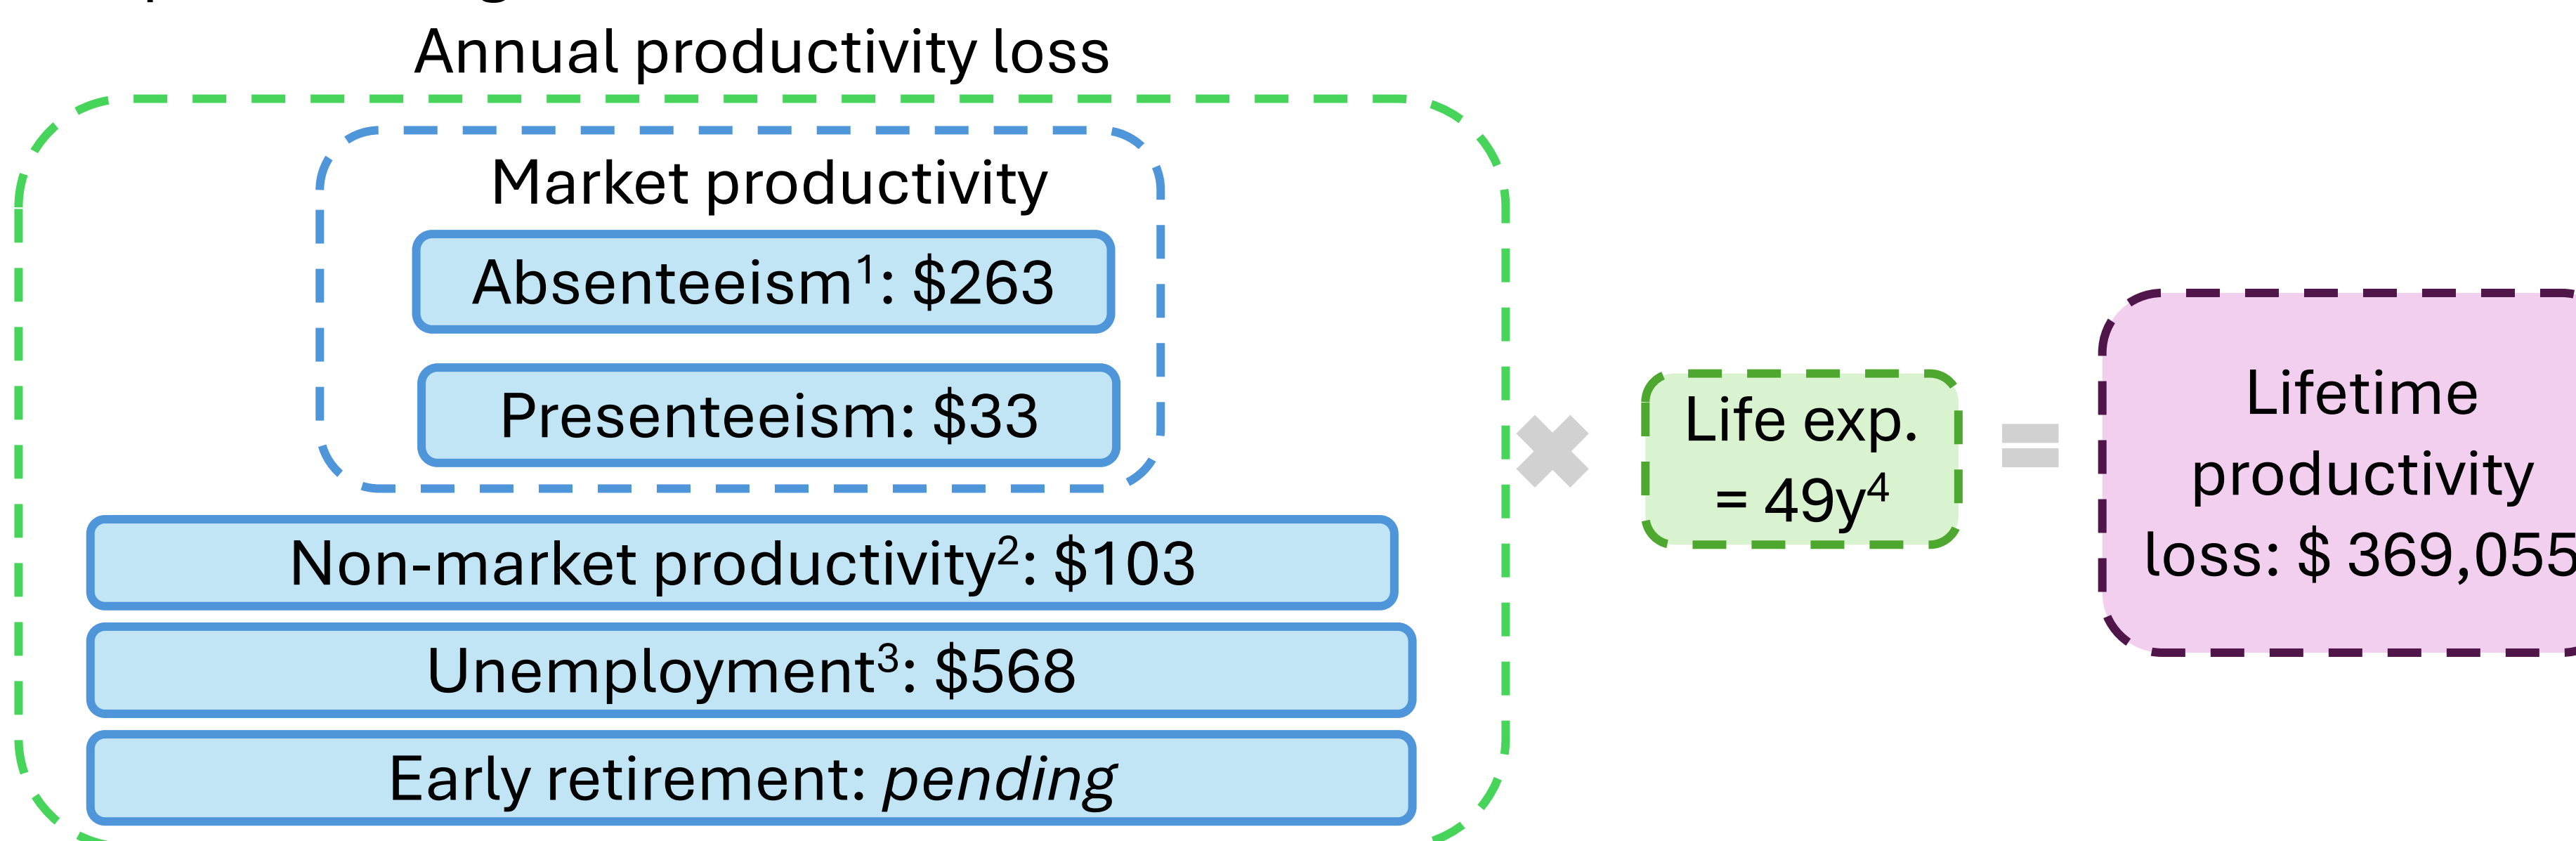 Annual productivity loss
Market productivity
Absenteeism¹: $263
Presenteeism: $33
Non-market productivity²: $103
Unemployment³: $568
Early retirement: pending
Life exp.
= 49y⁴
=
Lifetime
productivity
loss: $ 369,055